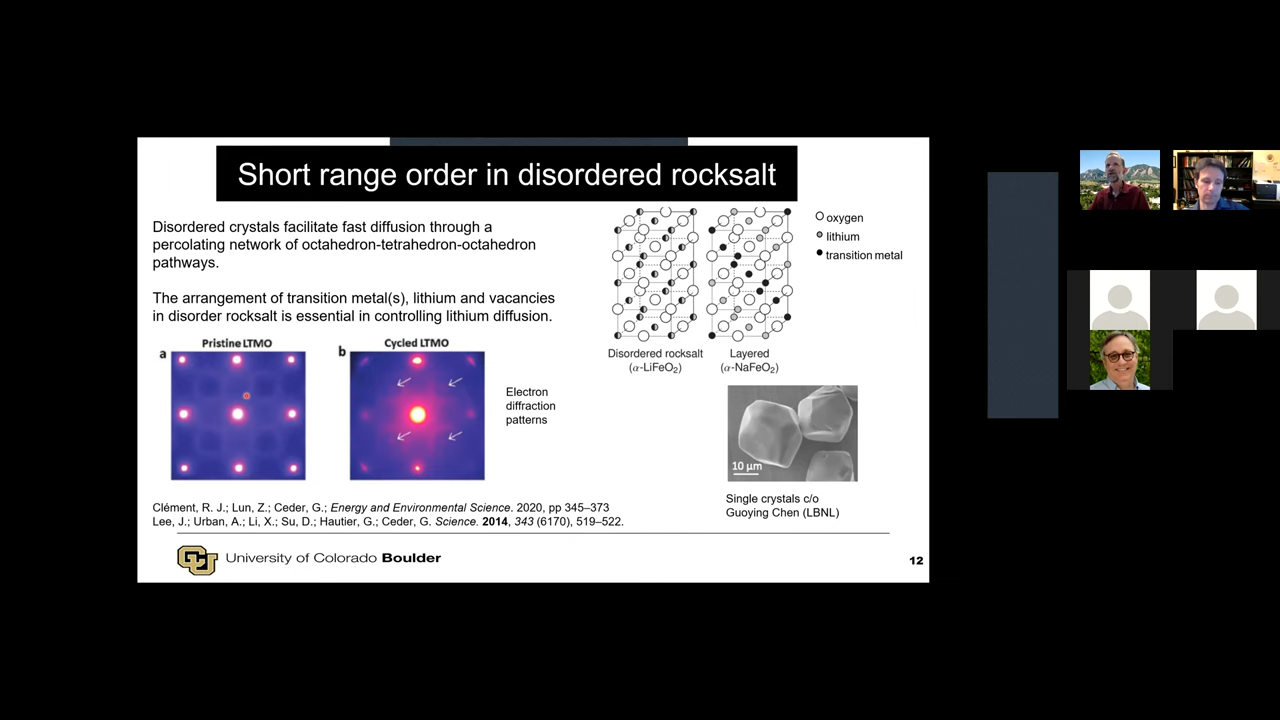 Short range order in disordered rocksalt
Disordered crystals facilitate fast diffusion through a
percolating network of octahedron-tetrahedron-octahedron
pathways.
The arrangement of transition metal(s), lithium and vacancies
in disorder rocksalt is essential in controlling lithium diffusion.
oxygen
lithium
transition metal
Disordered rocksalt
(α-LiFeO₂)
Layered
(α-NaFeO₂)
Pristine LTMO
a
Cycled LTMO
b
Electron
diffraction
patterns
10 µm
Single crystals c/o
Guoying Chen (LBNL)
Clément, R. J.; Lun, Z.; Ceder, G.; Energy and Environmental Science. 2020, pp 345–373
Lee, J.; Urban, A.; Li, X.; Su, D.; Hautier, G.; Ceder, G. Science. 2014, 343 (6170), 519–522.
CU
University of Colorado Boulder
12